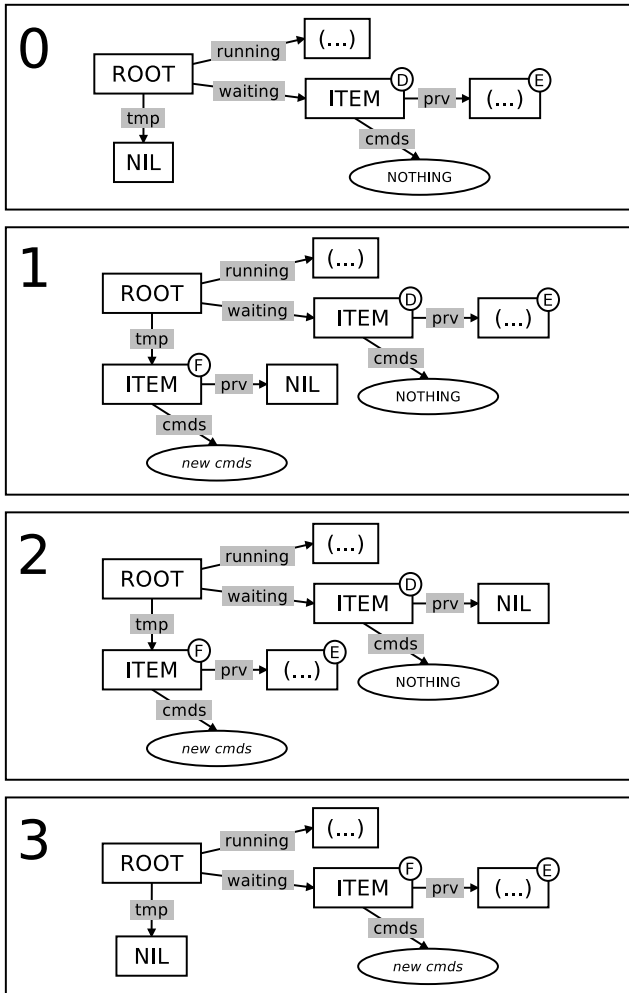 0
running
(...)
ROOT
waiting
ITEM
D
prv
(...)
E
tmp
NIL
cmds
NOTHING
1
running
(...)
ROOT
waiting
ITEM
D
prv
(...)
E
tmp
ITEM
F
prv
NIL
cmds
NOTHING
cmds
new cmds
2
running
(...)
ROOT
waiting
ITEM
D
prv
NIL
tmp
ITEM
F
prv
(...)
E
cmds
NOTHING
cmds
new cmds
3
running
(...)
ROOT
waiting
ITEM
F
prv
(...)
E
tmp
NIL
cmds
new cmds